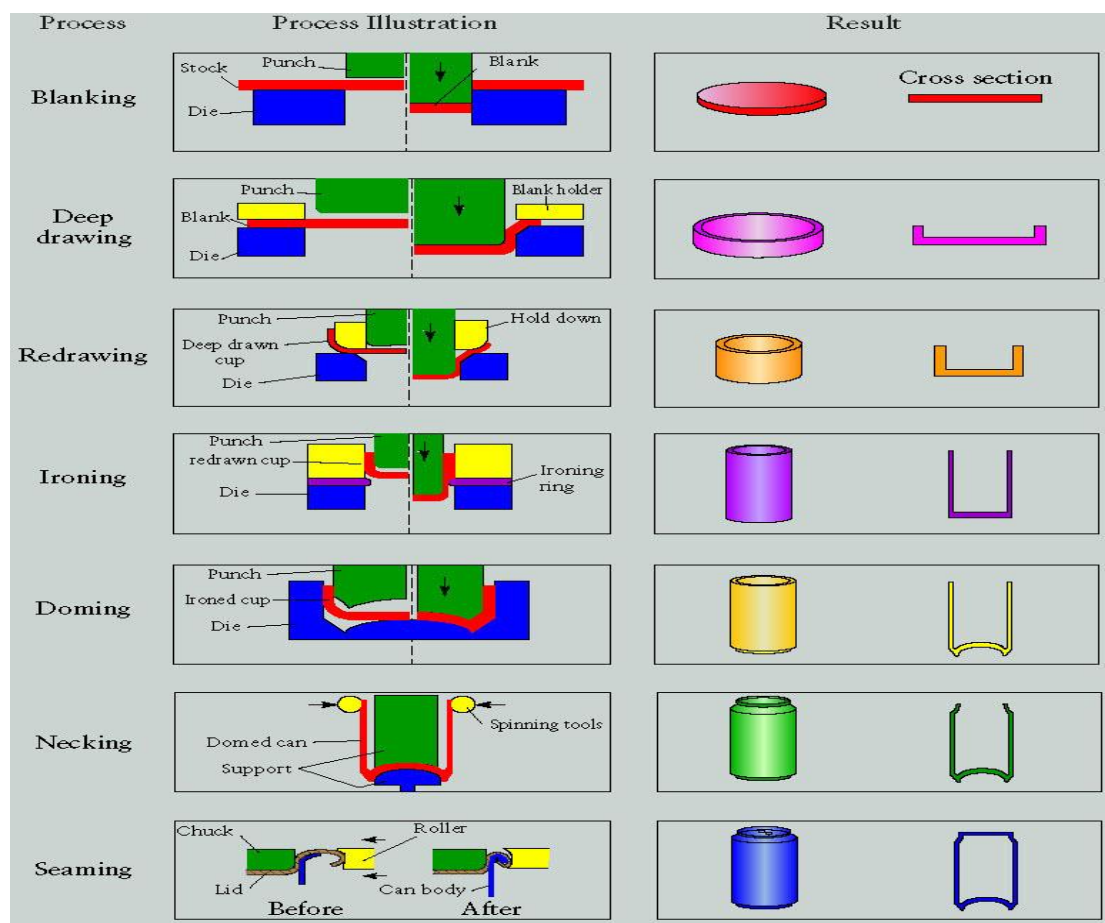 Process Process Illustration Result
Blanking
Punch
Stock
Die
Blank
Cross section
Deep
drawing
Punch
Blank
Die
Blank holder
Redrawing
Punch
Deep drawn
cup
Die
Hold down
Ironing
Punch
redrawn cup
Die
Ironing
ring
Doming
Punch
Ironed cup
Die
Necking
Domed can
Support
Spinning tools
Seaming
Chuck
Lid
Roller
Can body
Before After